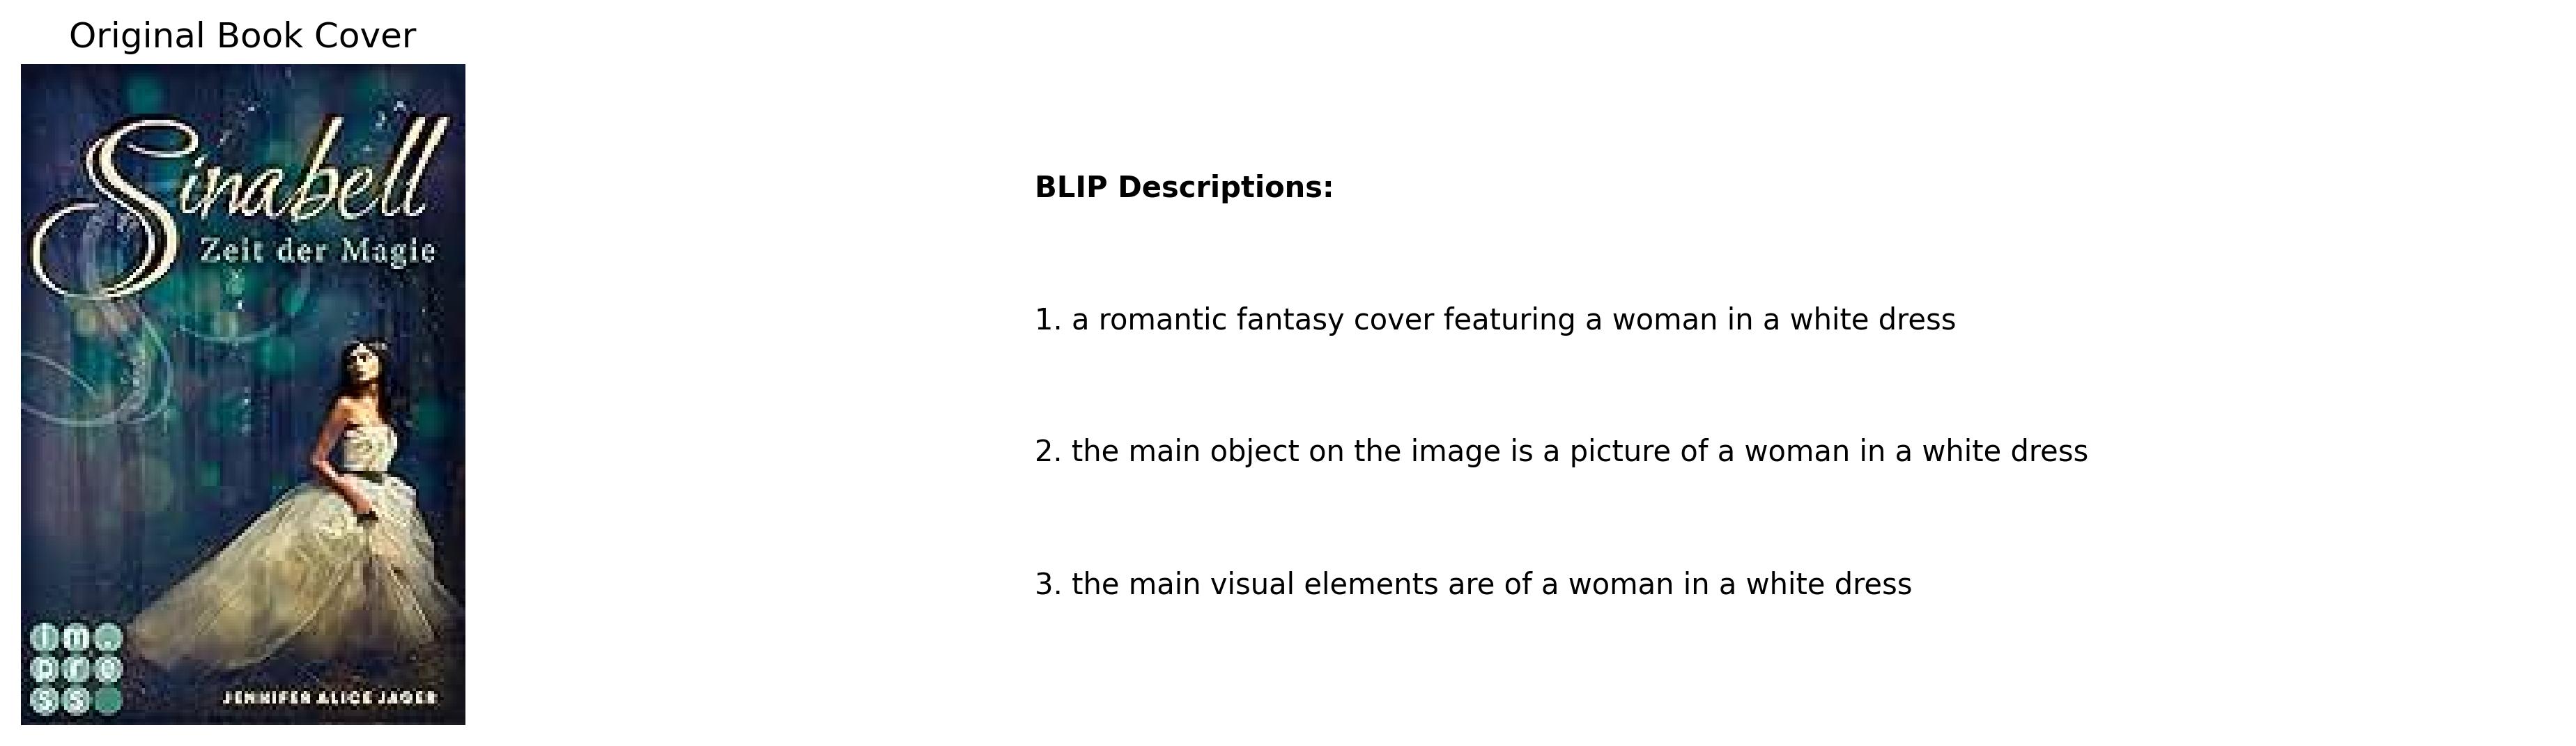 Original Book Cover
Sinabell
Zeit der Magie
im.
pre
ss
JENNIFER ALICE JAGER
BLIP Descriptions:
1. a romantic fantasy cover featuring a woman in a white dress
2. the main object on the image is a picture of a woman in a white dress
3. the main visual elements are of a woman in a white dress